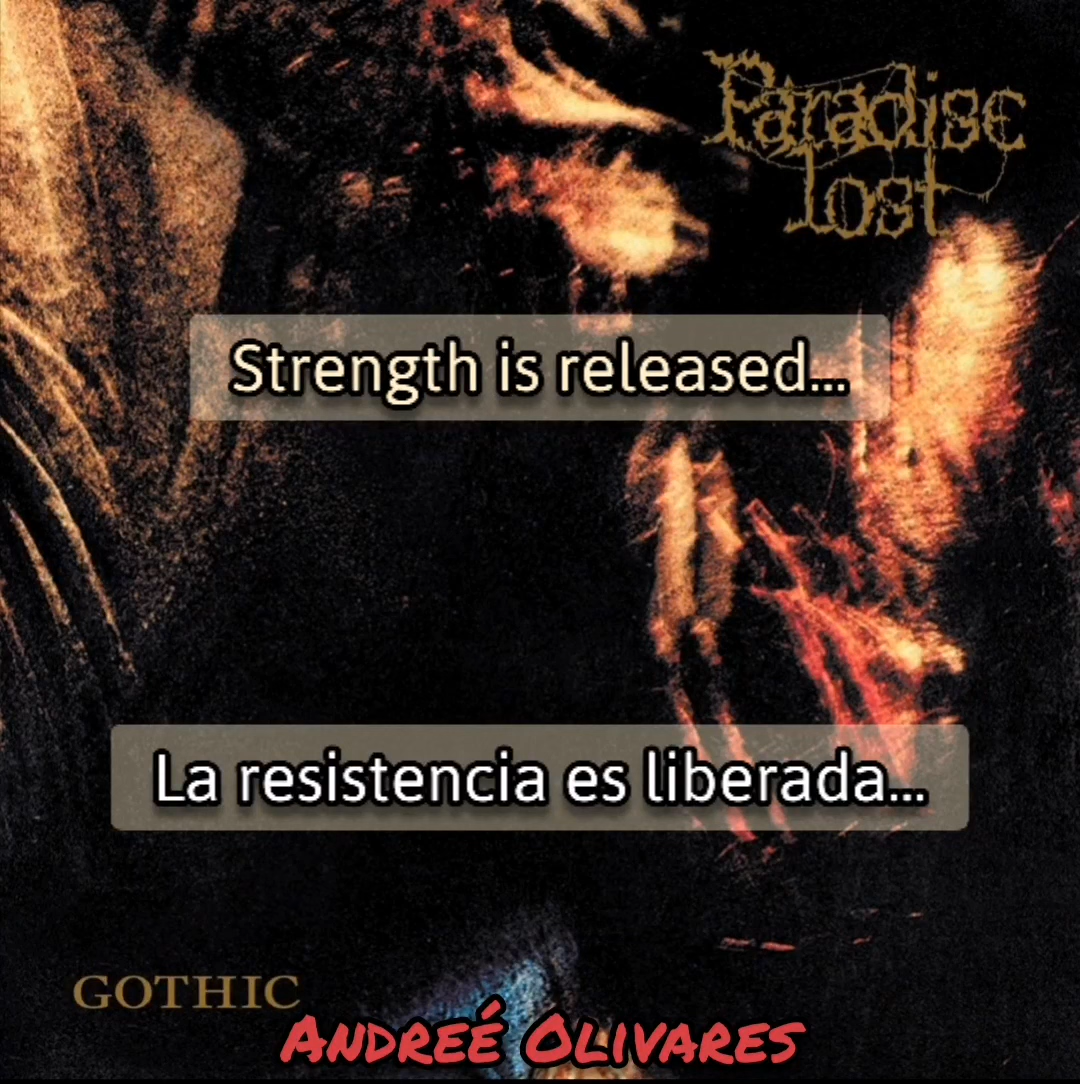 Paradise
Lost
Strength is released...
La resistencia es liberada...
GOTHIC
ANDREÉ OLIVARES